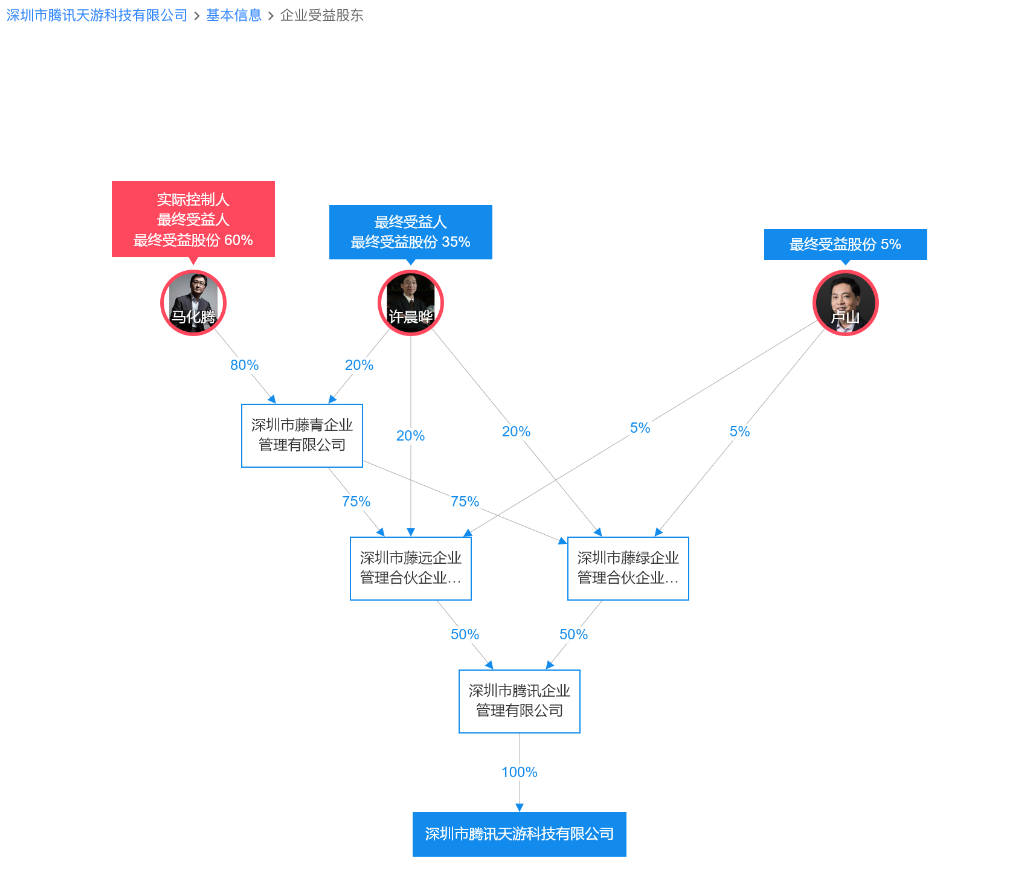 深圳市腾讯天游科技有限公司 > 基本信息 > 企业受益股东
实际控制人
最终受益人
最终受益股份 60%
最终受益人
最终受益股份 35%
最终受益股份 5%
马化腾
许晨晔
卢山
80%
20%
深圳市藤青企业
管理有限公司
20%
20%
5%
5%
75%
75%
深圳市藤远企业
管理合伙企业…
深圳市藤绿企业
管理合伙企业…
50%
50%
深圳市腾讯企业
管理有限公司
100%
深圳市腾讯天游科技有限公司